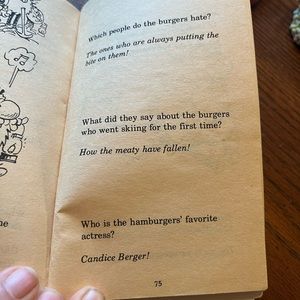 Which people do the burgers hate?
The ones who are always putting the
bite on them!
What did they say about the burgers
who went skiing for the first time?
How the meaty have fallen!
Who is the hamburgers' favorite
actress?
Candice Berger!
75